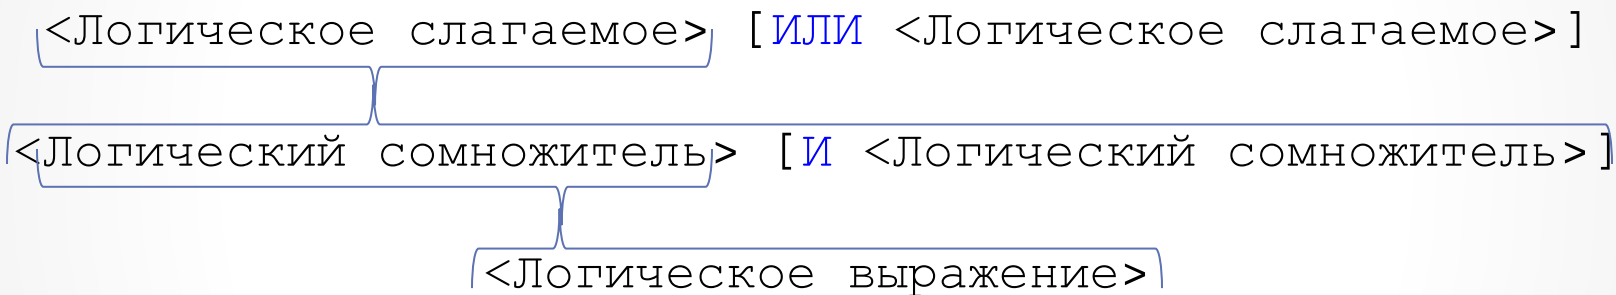 <Логическое слагаемое> [ИЛИ <Логическое слагаемое>]
<Логический сомножитель> [И <Логический сомножитель>]
<Логическое выражение>